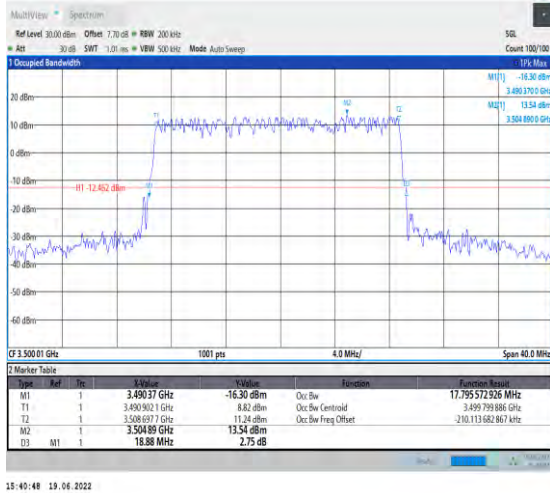 MultiView Spectrum
Ref Level 30.00 dBm Offset 7.70 dB RBW 200 kHz SGL
Att 30 dB SWT 1.01 ms VBW 500 kHz Mode Auto Sweep Count 100/100
1 Occupied Bandwidth 1Pk Max
M1[1] -16.30 dBm
3.490 370 0 GHz
M2[1] 13.54 dBm
3.504 890 0 GHz
20 dBm
M2
T1 T2
10 dBm
0 dBm
-10 dBm
H1 -12.462 dBm
-20 dBm
-30 dBm
-40 dBm
-50 dBm
-60 dBm
CF 3.500 01 GHz 1001 pts 4.0 MHz/ Span 40.0 MHz
2 Marker Table
Type Ref Trc X-Value Y-Value Function Function Result
M1 1 3.490 37 GHz -16.30 dBm Occ Bw 17.795 572 926 MHz
T1 1 3.490 902 1 GHz 8.82 dBm Occ Bw Centroid 3.499 799 886 GHz
T2 1 3.508 697 7 GHz 11.24 dBm Occ Bw Freq Offset -210.113 682 867 kHz
M2 1 3.504 89 GHz 13.54 dBm
D3 M1 1 18.88 MHz 2.75 dB
15:40:48 19.06.2022